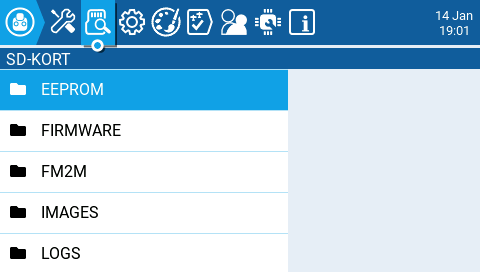 14 Jan
19:01
SD-KORT
EEPROM
FIRMWARE
FM2M
IMAGES
LOGS